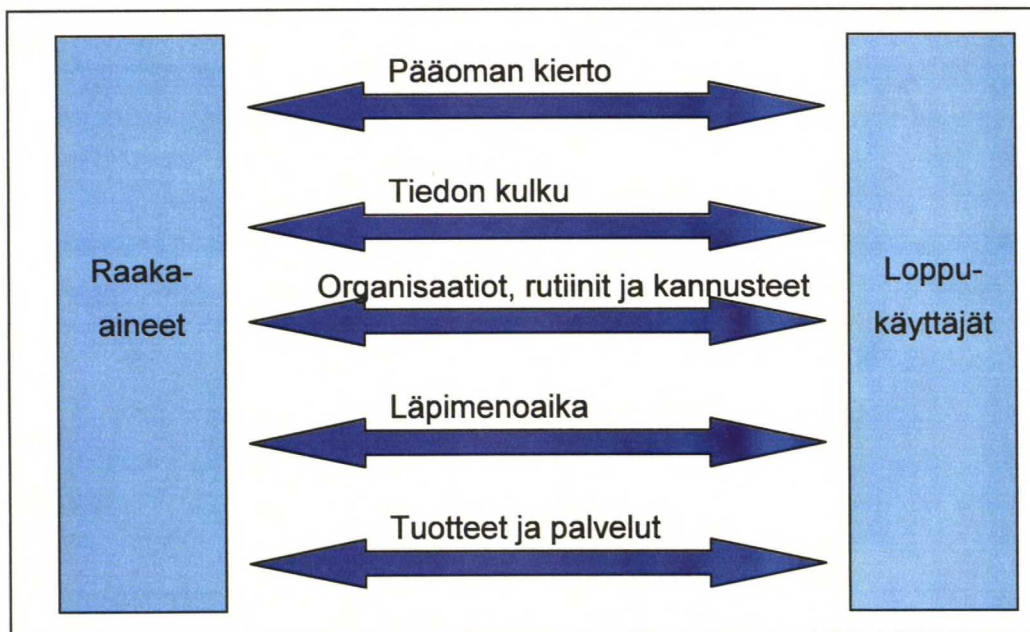 Pääoman kierto
Tiedon kulku
Raaka-
aineet
Organisaatiot, rutiinit ja kannusteet
Loppu-
käyttäjät
Läpimenoaika
Tuotteet ja palvelut